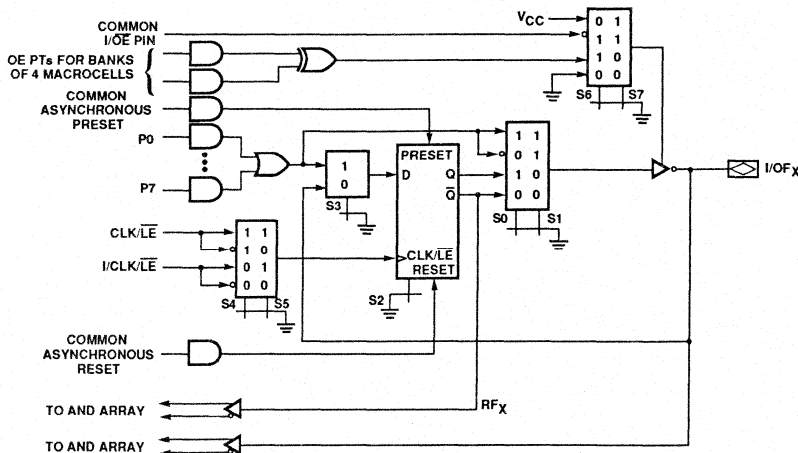 COMMON
I/OE PIN
OE PTs FOR BANKS
OF 4 MACROCELLS
COMMON
ASYNCHRONOUS
PRESET
P0
P7
VCC
0 1
1 1
1 0
0 0
S6 S7
1
0
S3
PRESET
D Q
Q
CLK/LE
RESET
S2
1 1
0 1
1 0
0 0
S0 S1
I/OFX
CLK/LE
I/CLK/LE
1 1
1 0
0 1
0 0
S4 S5
COMMON
ASYNCHRONOUS
RESET
TO AND ARRAY
RFX
TO AND ARRAY